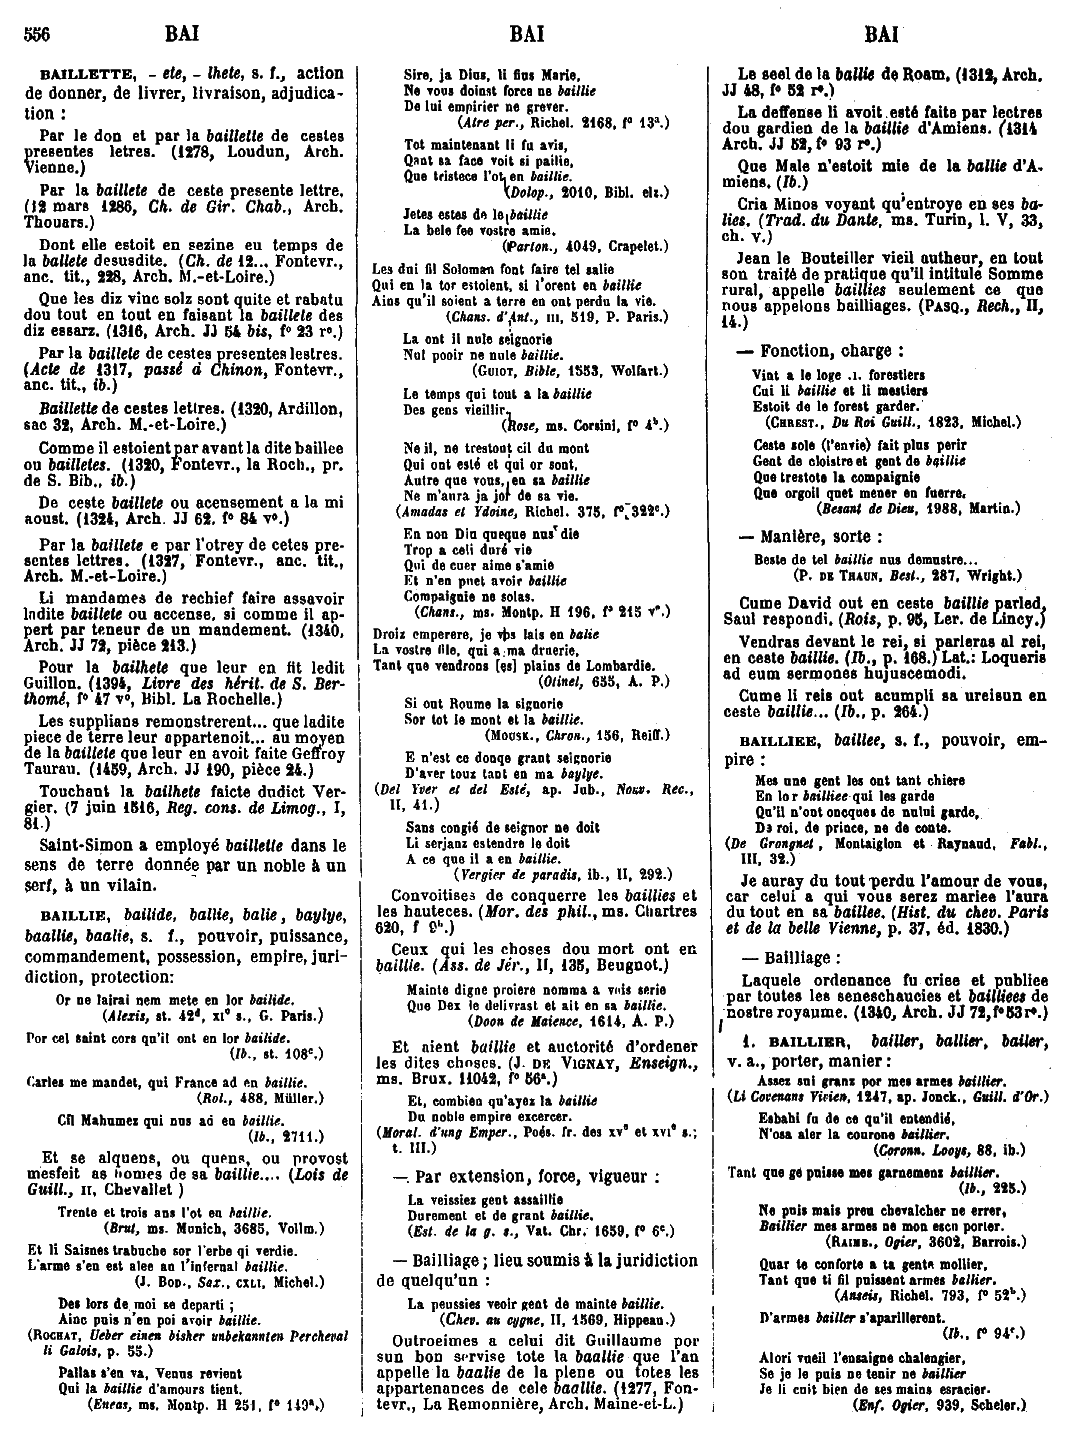 556 BAI BAI BAI
BAILLETTE, - ete, - lhete, s. f., action
de donner, de livrer, livraison, adjudica-
tion :
Par le don et par la baillette de cestes
presentes letres. (1278, Loudun, Arch.
Vienne.)
Par la baillete de ceste presente lettre.
(12 mars 1286, Ch. de Gir. Chab., Arch.
Thouars.)
Dont elle estoit en sezine eu temps de
la ballete desusdite. (Ch. de 12... Fontevr.,
anc. tit., 228, Arch. M.-et-Loire.)
Que les diz vinc solz sont quite et rabatu
dou tout en tout en faisant la baillete des
diz essarz. (1316, Arch. JJ 54 bis, fº 23 rº.)
Par la baillete de cestes presentes lestres.
(Acte de 1317, passé à Chinon, Fontevr.,
anc. tit., ib.)
Baillette de cestes lettres. (1320, Ardillon,
sac 32, Arch. M.-et-Loire.)
Comme il estoient par avant la dite baillee
ou bailletes. (1320, Fontevr., la Roch., pr.
de S. Bib., ib.)
De ceste baillete ou acensement a la mi
aoust. (1324, Arch. JJ 62, fº 84 vº.)
Par la baillete e par l'otrey de cetes pre-
sentes lettres. (1327, Fontevr., anc. tit.,
Arch. M.-et-Loire.)
Li mandames de rechief faire assavoir
ladite baillete ou accense, si comme il ap-
pert par teneur de un mandement. (1340,
Arch. JJ 72, pièce 213.)
Pour la bailhete que leur en fit ledit
Guillon. (1394, Livre des hérit. de S. Ber-
thomé, fº 47 vº, Bibl. La Rochelle.)
Les supplians remonstrerent... que ladite
piece de terre leur appartenoit... au moyen
de la baillete que leur en avoit faite Geffroy
Taurau. (1459, Arch. JJ 190, pièce 24.)
Touchant la bailhete faicte dudict Ver-
gier. (7 juin 1516, Reg. cons. de Limog., I,
81.)
Saint-Simon a employé baillette dans le
sens de terre donnée par un noble à un
serf, à un vilain.
BAILLIE, bailide, ballie, balie, baylye,
baallie, baalie, s. f., pouvoir, puissance,
commandement, possession, empire, juri-
diction, protection:
Or ne lairai nem mete en lor bailide.
(Alexis, st. 42ᵈ, XIᵉ s., G. Paris.)
Por cel saint cors qu'il ont en lor bailide.
(Ib., st. 108ᶜ.)
Carles me mandet, qui France ad en baillie.
(Rol., 488, Müller.)
Cil Mahumez qui nus ad en baillie.
(Ib., 2711.)
Et se alquens, ou quens, ou provost
mesfeit as homes de sa baillie.... (Lois de
Guill., II, Chevallet )
Trente et trois ans l'ot en baillie.
(Brut, ms. Munich, 3685, Vollm.)
Et li Saisnes trabuche sor l'erbe qi verdie.
L'arme s'en est alee an l'infernal baillie.
(J. BOD., Sax., CXLI, Michel.)
Des lors de moi se departi ;
Ainc puis n'en poi avoir baillie.
(ROCHAT, Ueber einen bisher unbekannten Percheval
li Galois, p. 55.)
Pallas s'en va, Venus revient
Qui la baillie d'amours tient.
(Eneas, ms. Montp. H 251, fº 149ᵃ.)
Sire, ja Dius, li fius Marie,
Ne vous doinst force ne baillie
De lui empirier ne grever.
(Atre per., Richel. 2168, fº 13ᵃ.)
Tot maintenant li fu avis,
Qant sa face voit si pailie,
Que tristece l'ot en baillie.
(Dolop., 2010, Bibl. elz.)
Jetes estes de le baillie
La bele fee vostre amie.
(Parton., 4049, Crapelet.)
Les dui fil Solomen font faire tel salie
Qui en la tor estoient, si l'orent en baillie
Ains qu'il soient a terre en ont perdu la vie.
(Chans. d'Ant., III, 519, P. Paris.)
La ont il nule seignorie
Nul pooir ne nule baillie.
(GUIOT, Bible, 1553, Wolfart.)
Le temps qui tout a la baillie
Des gens vieillir.
(Rose, ms. Corsini, fº 4ᵇ.)
Ne il, ne trestout cil du mont
Qui ont esté et qui or sont,
Autre que vous, en sa baillie
Ne m'aura ja jor de sa vie.
(Amadas et Ydoine, Richel. 375, fº 322ᶜ.)
En non Diu queque nus die
Trop a celi duré vie
Qui de cuer aime s'amie
Et n'en puet avoir baillie
Compaignie ne solas.
(Chans., ms. Montp. H 196, fº 215 vº.)
Droiz emperere, je vos lais en balie
La vostre fille, qui a ma druerie,
Tant que vendrons [es] plains de Lombardie.
(Otinel, 655, A. P.)
Si out Roume la signorie
Sor tot le mont et la baillie.
(MOUSK., Chron., 156, Reiff.)
E n'est ce donqe grant seignorie
D'aver touz tant en ma baylye.
(Del Yver et del Esté, ap. Jub., Nouv. Rec.,
II, 41.)
Sans congié de seignor ne doit
Li serjanz estendre le doit
A ce que il a en baillie.
(Vergier de paradis, ib., II, 292.)
Convoitises de conquerre les baillies et
les hauteces. (Mor. des phil., ms. Chartres
620, f 9ᵇ.)
Ceux qui les choses dou mort ont en
baillie. (Ass. de Jér., II, 135, Beugnot.)
Mainte digne proiere nomma a vois serie
Que Dex le delivrast et ait en sa baillie.
(Doon de Maience, 1614, A. P.)
Et aient baillie et auctorité d'ordener
les dites choses. (J. DE VIGNAY, Enseign.,
ms. Brux. 11042, fº 56ᵃ.)
Et, combien qu'ayez la baillie
Du noble empire excercer.
(Moral. d'ung Emper., Poés. fr. des XVᵉ et XVIᵉ s.;
t. III.)
— Par extension, force, vigueur :
La veissiez gent assaillie
Durement et de grant baillie.
(Est. de la g. s., Vat. Chr. 1659, fº 6ᶜ.)
— Bailliage ; lieu soumis à la juridiction
de quelqu'un :
La peussies veoir gent de mainte baillie.
(Chev. au cygne, II, 1569, Hippeau.)
Outroeimes a celui dit Guillaume por
sun bon servise tote la baallie que l'an
appelle la baalie de la plene ou totes les
appartenances de cele baallie. (1277, Fon-
tevr., La Remonnière, Arch. Maine-et-L.)
Le seel de la ballie de Roam. (1312, Arch.
JJ 48, fº 52 rº.)
La deffense li avoit esté faite par lectres
dou gardien de la baillie d'Amiens. (1314
Arch. JJ 52, fº 93 rº.)
Que Male n'estoit mie de la ballie d'A-
miens. (Ib.)
Cria Minos voyant qu'entroye en ses ba-
lies. (Trad. du Dante, ms. Turin, l. V, 33,
ch. v.)
Jean le Bouteiller vieil autheur, en tout
son traité de pratique qu'il intitulé Somme
rural, appelle baillies seulement ce que
nous appelons bailliages. (PASQ., Rech., II,
14.)
— Fonction, charge :
Vint a le loge .I. forestiers
Cui li baillie et li mestiers
Estoit de le forest garder.
(CHREST., Du Roi Guill., 1823, Michel.)
Ceste sole (l'envie) fait plus perir
Gent de cloistre et gent de baillie
Que trestote la compaignie
Que orgoil quet mener en fuerre.
(Besant de Dieu, 1988, Martin.)
— Manière, sorte :
Beste de tel baillie nus demustre...
(P. DE THAUN, Best., 287, Wright.)
Cume David out en ceste baillie parled,
Saul respondi. (Rois, p. 95, Ler. de Lincy.)
Vendras devant le rei, si parleras al rei,
en ceste baillie. (Ib., p. 168.) Lat.: Loqueris
ad eum sermones hujuscemodi.
Cume li reis out acumpli sa ureisun en
ceste baillie... (Ib., p. 264.)
BAILLIEE, baillee, s. f., pouvoir, em-
pire :
Mes une gent les ont tant chiere
En lor bailliee qui les garde
Qu'il n'ont oncques de nului garde,
De roi, de prince, ne de conte.
(De Grongnet, Montaiglon et Raynaud, Fabl.,
III, 32.)
Je auray du tout perdu l'amour de vous,
car celui a qui vous serez mariee l'aura
du tout en sa baillee. (Hist. du chev. Paris
et de la belle Vienne, p. 37, éd. 1830.)
— Bailliage :
Laquele ordenance fu criee et publiee
par toutes les seneschaucies et bailliees de
nostre royaume. (1340, Arch. JJ 72, fº 53 rº.)
1. BAILLIER, bailler, ballier, bailer,
v. a., porter, manier :
Assez sui granz por mes armes baillier.
(Li Covenans Vivien, 1247, ap. Jonck., Guill. d'Or.)
Esbahi fu de ce qu'il entendié,
N'osa aler la courone baillier.
(Coronn. Looys, 88, ib.)
Tant que ge puisse mes garnemenz baillier.
(Ib., 225.)
Ne puis mais preu chevalcher ne errer,
Baillier mes armes ne mon escu porter.
(RAIMB., Ogier, 3602, Barrois.)
Quar te conforte a ta gente mollier,
Tant que ti fil puissent armes ballier.
(Anseis, Richel. 793, fº 52ᵇ.)
D'armes bailler s'aparillerent.
(Ib., fº 94ᶜ.)
Alori vueil l'ensaigne chalengier,
Se je le puis ne tenir ne baillier
Je li cuit bien de ses mains esracier.
(Enf. Ogier, 939, Scheler.)